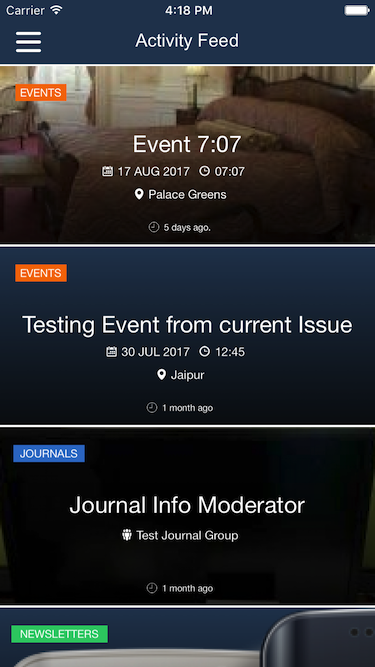 Carrier 4:18 PM
Activity Feed
EVENTS
Event 7:07
17 AUG 2017 07:07
Palace Greens
5 days ago.
EVENTS
Testing Event from current Issue
30 JUL 2017 12:45
Jaipur
1 month ago
JOURNALS
Journal Info Moderator
Test Journal Group
1 month ago
NEWSLETTERS